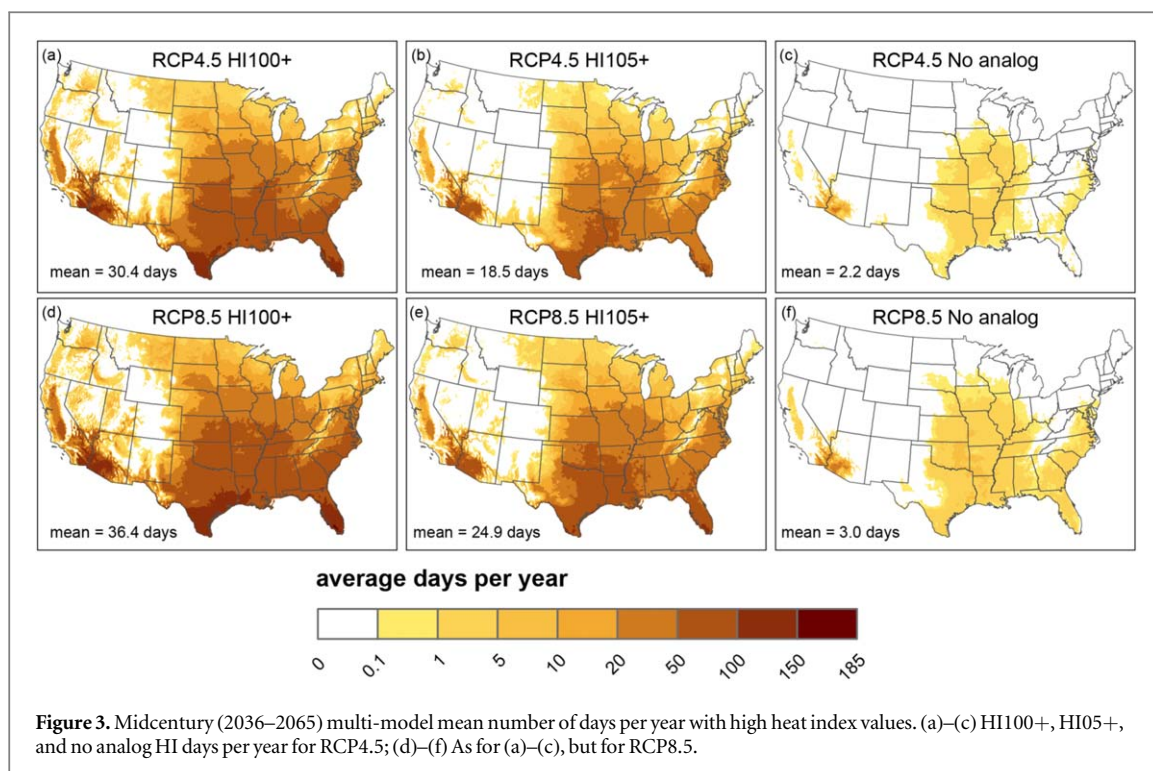 (a) RCP4.5 HI100+
mean = 30.4 days
(b) RCP4.5 HI105+
mean = 18.5 days
(c) RCP4.5 No analog
mean = 2.2 days
(d) RCP8.5 HI100+
mean = 36.4 days
(e) RCP8.5 HI105+
mean = 24.9 days
(f) RCP8.5 No analog
mean = 3.0 days
average days per year
0 0.1 1 5 10 20 50 100 150 185
Figure 3. Midcentury (2036–2065) multi-model mean number of days per year with high heat index values. (a)–(c) HI100+, HI05+,
and no analog HI days per year for RCP4.5; (d)–(f) As for (a)–(c), but for RCP8.5.